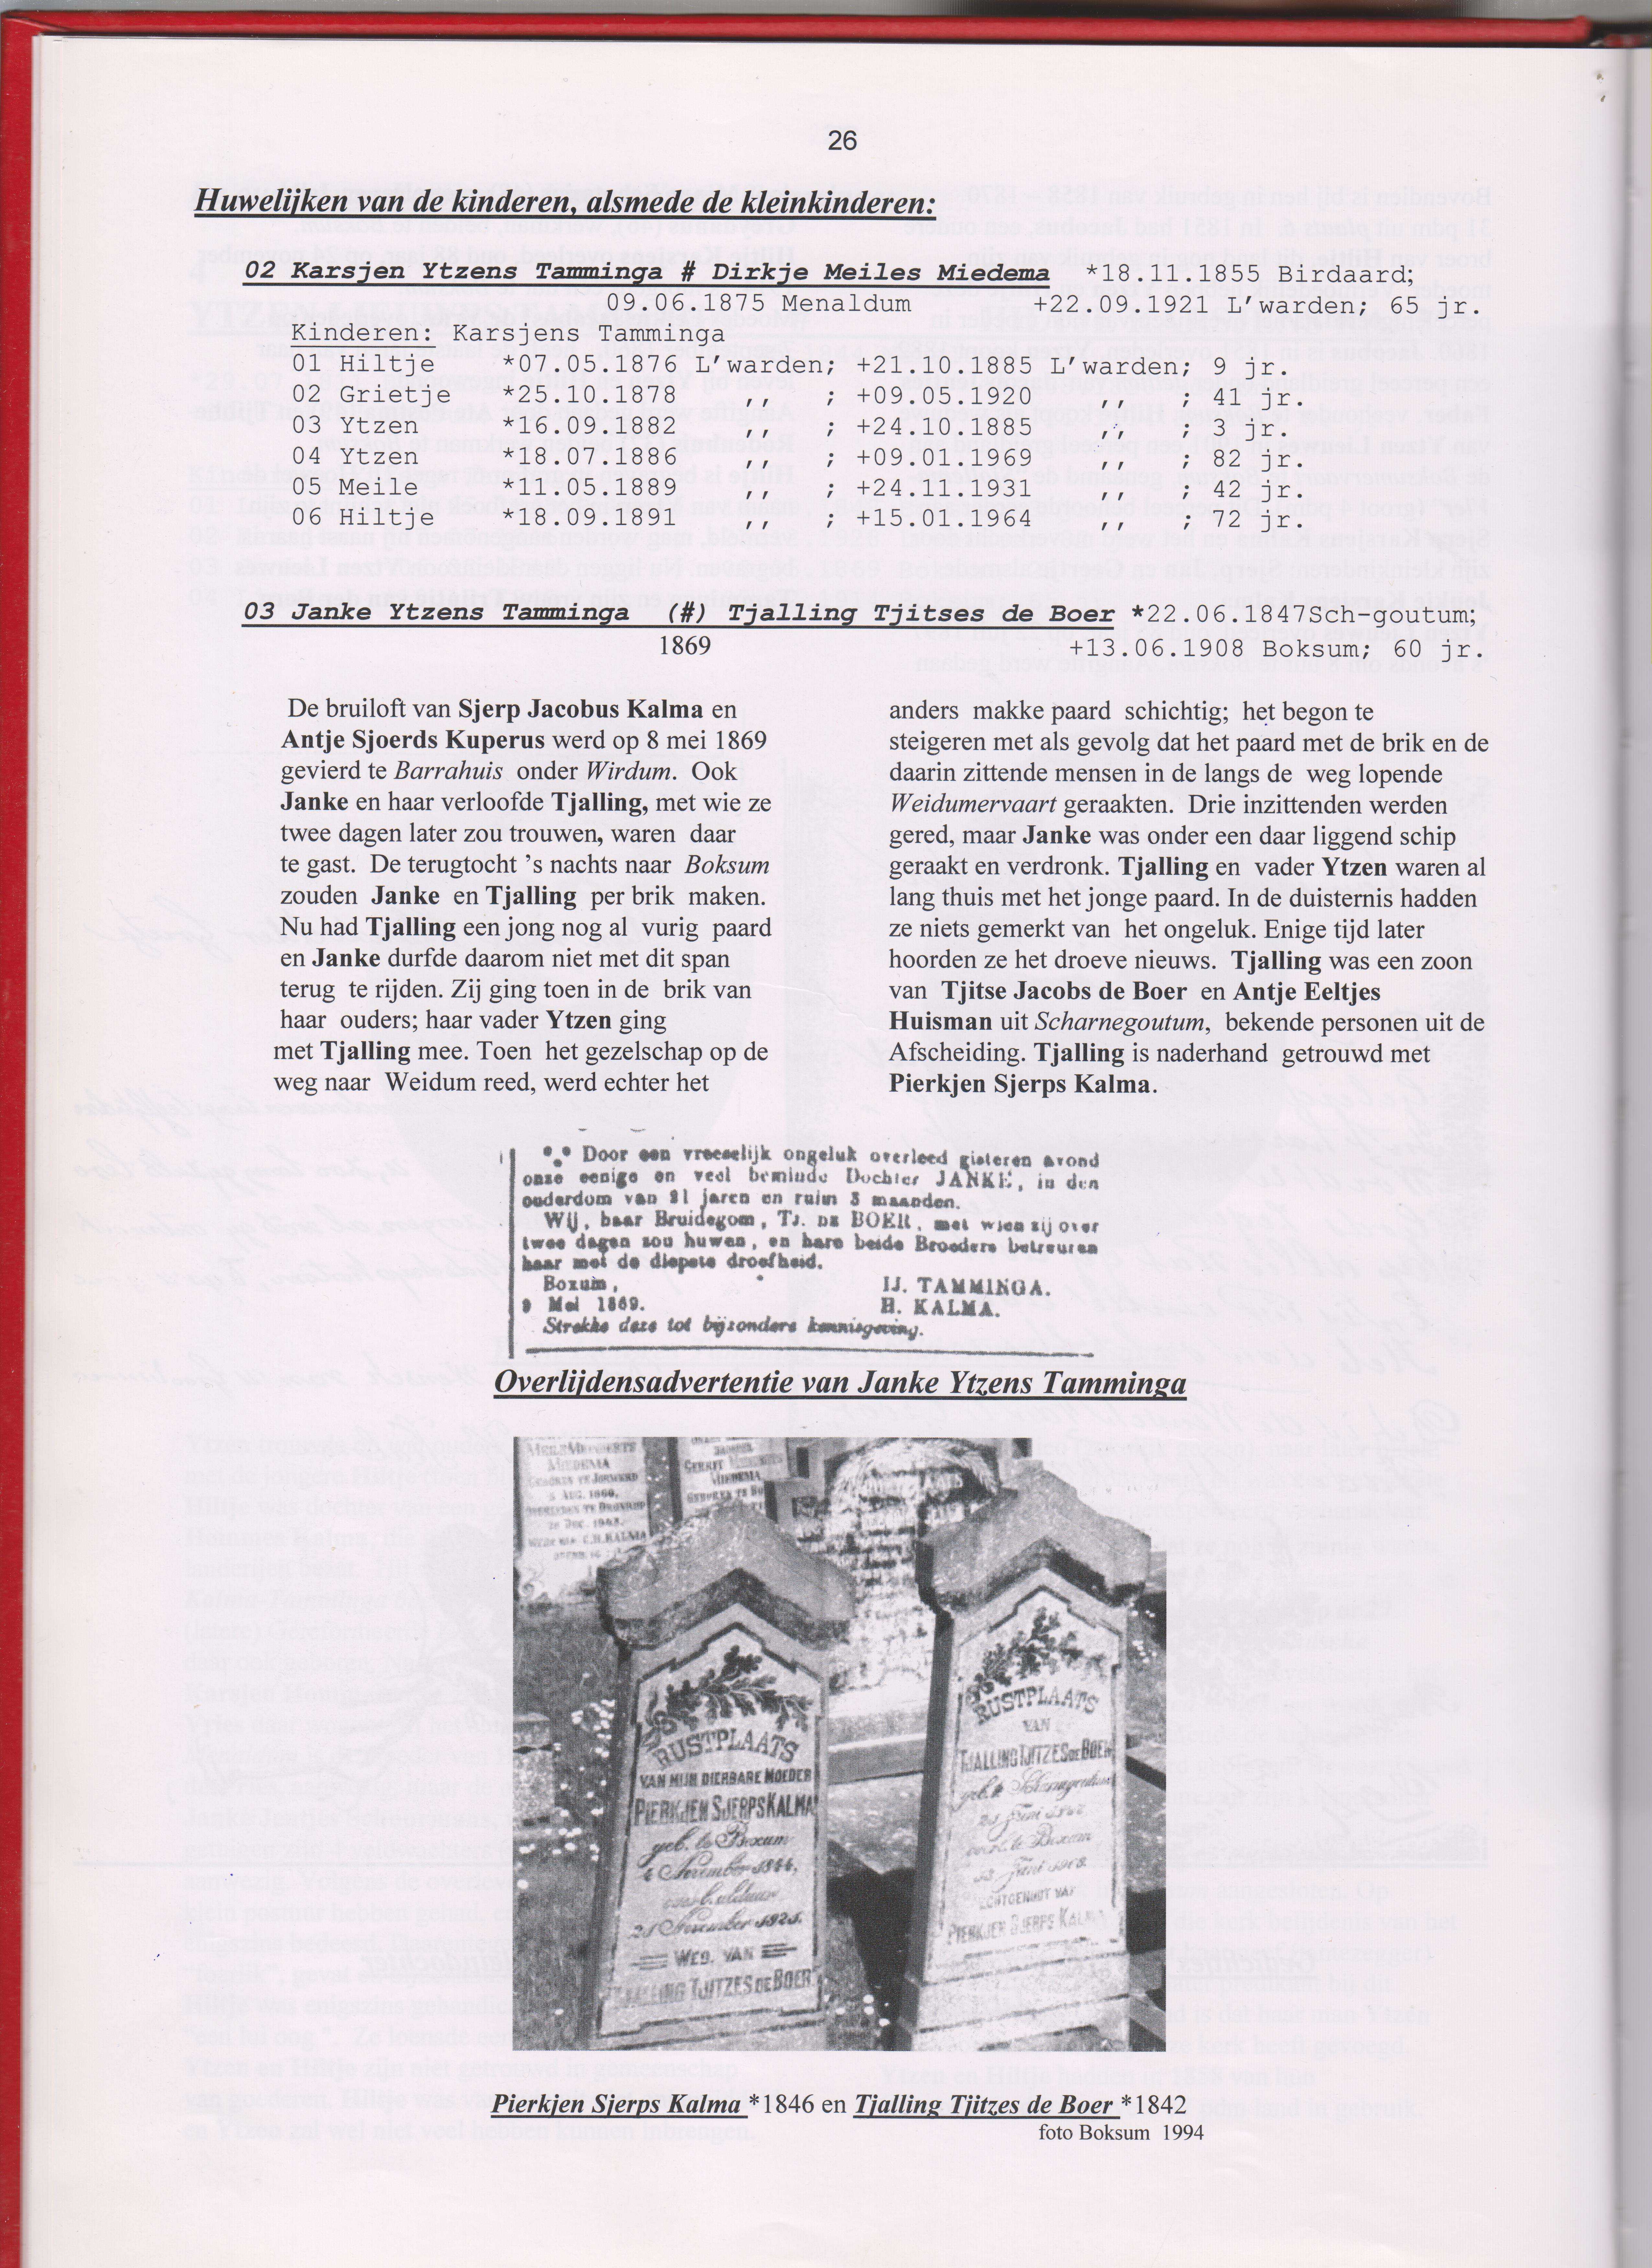 26
Huwelijken van de kinderen, alsmede de kleinkinderen:
02 Karsjen Ytzens Tamminga # Dirkje Meiles Miedema *18.11.1855 Birdaard;
09.06.1875 Menaldum +22.09.1921 L'warden; 65 jr.
Kinderen: Karsjens Tamminga
01 Hiltje *07.05.1876 L'warden; +21.10.1885 L'warden; 9 jr.
02 Grietje *25.10.1878 ,, ; +09.05.1920 ,, ; 41 jr.
03 Ytzen *16.09.1882 ,, ; +24.10.1885 ,, ; 3 jr.
04 Ytzen *18.07.1886 ,, ; +09.01.1969 ,, ; 82 jr.
05 Meile *11.05.1889 ,, ; +24.11.1931 ,, ; 42 jr.
06 Hiltje *18.09.1891 ,, ; +15.01.1964 ,, ; 72 jr.
03 Janke Ytzens Tamminga (#) Tjalling Tjitses de Boer *22.06.1847Sch-goutum;
1869 +13.06.1908 Boksum; 60 jr.
De bruiloft van Sjerp Jacobus Kalma en
Antje Sjoerds Kuperus werd op 8 mei 1869
gevierd te Barrahuis onder Wirdum. Ook
Janke en haar verloofde Tjalling, met wie ze
twee dagen later zou trouwen, waren daar
te gast. De terugtocht 's nachts naar Boksum
zouden Janke en Tjalling per brik maken.
Nu had Tjalling een jong nog al vurig paard
en Janke durfde daarom niet met dit span
terug te rijden. Zij ging toen in de brik van
haar ouders; haar vader Ytzen ging
met Tjalling mee. Toen het gezelschap op de
weg naar Weidum reed, werd echter het
anders makke paard schichtig; het begon te
steigeren met als gevolg dat het paard met de brik en de
daarin zittende mensen in de langs de weg lopende
Weidumervaart geraakten. Drie inzittenden werden
gered, maar Janke was onder een daar liggend schip
geraakt en verdronk. Tjalling en vader Ytzen waren al
lang thuis met het jonge paard. In de duisternis hadden
ze niets gemerkt van het ongeluk. Enige tijd later
hoorden ze het droeve nieuws. Tjalling was een zoon
van Tjitse Jacobs de Boer en Antje Eeltjes
Huisman uit Scharnegoutum, bekende personen uit de
Afscheiding. Tjalling is naderhand getrouwd met
Pierkjen Sjerps Kalma.
Door een vreeselijk ongeluk overleed gisteren avond
onze eenige en veel beminde Dochter JANKE, in den
ouderdom van 21 jaren en ruim 3 maanden.
Wij, haar Bruidegom, TJ. DE BOER, met wien zij over
twee dagen zou huwen, en hare beide Broeders betreuren
haar met de diepste droefheid.
Boxum, IJ. TAMMINGA.
9 Mei 1869. H. KALMA.
Strekke deze tot bijzondere kennisgeving.
Overlijdensadvertentie van Janke Ytzens Tamminga
MEILE MEINDERTS
MIEDEMA
GEBOREN TE JORWERD
GERRIT
MIEDEMA
RUSTPLAATS
VAN MIJN DIERBARE MOEDER
PIERKJEN SJERPS KALMA
geb. te Boxum
4 November 1846,
25 November 1925.
WED. VAN
TJALLING TJITZES DE BOER
RUSTPLAATS
VAN
TJALLING TJITZES DE BOER
geb. te
te Boxum
13 Juni 1908
ECHTGENOOT VAN
PIERKJEN SJERPS KALMA
Pierkjen Sjerps Kalma *1846 en Tjalling Tjitzes de Boer *1842
foto Boksum 1994